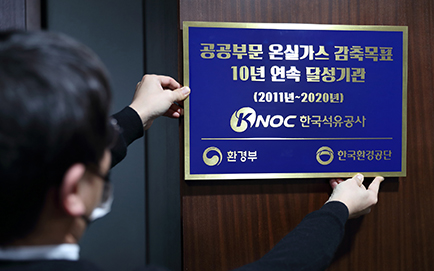 공공부문 온실가스 감축목표
10년 연속 달성기관
(2011년~2020년)
KNOC 한국석유공사
환경부 한국환경공단